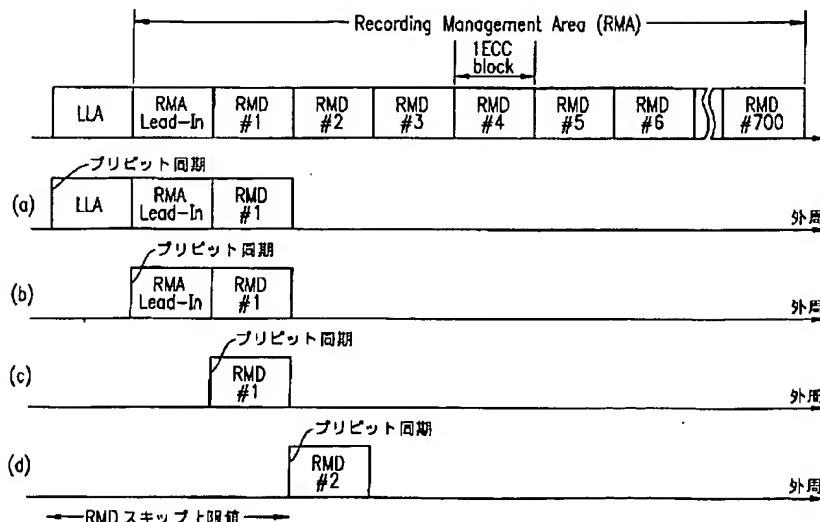 Recording Management Area (RMA)
1ECC
block
LLA
RMA
Lead-In
RMD
#1
RMD
#2
RMD
#3
RMD
#4
RMD
#5
RMD
#6
RMD
#700
プリピット同期
(a)
LLA
RMA
Lead-In
RMD
#1
外周
プリピット同期
(b)
RMA
Lead-In
RMD
#1
外周
プリピット同期
(c)
RMD
#1
外周
プリピット同期
(d)
RMD
#2
外周
RMDスキップ上限値